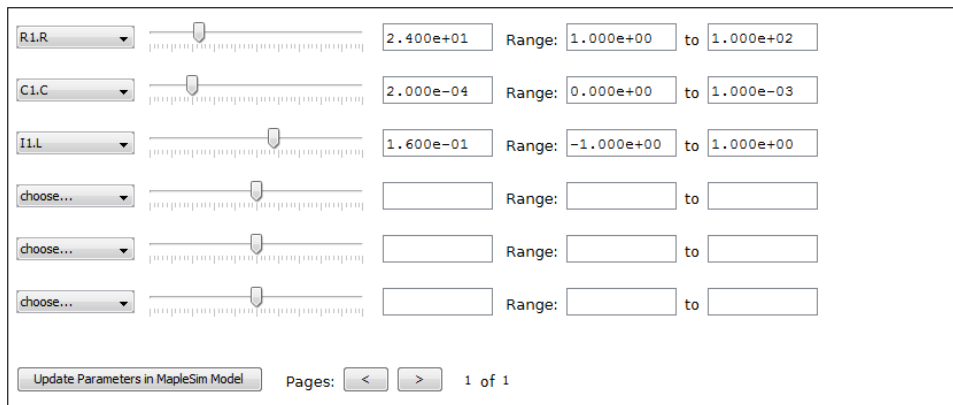 R1.R 2.400e+01 Range: 1.000e+00 to 1.000e+02
C1.C 2.000e-04 Range: 0.000e+00 to 1.000e-03
I1.L 1.600e-01 Range: -1.000e+00 to 1.000e+00
choose... Range: to
choose... Range: to
choose... Range: to
Update Parameters in MapleSim Model Pages: < > 1 of 1